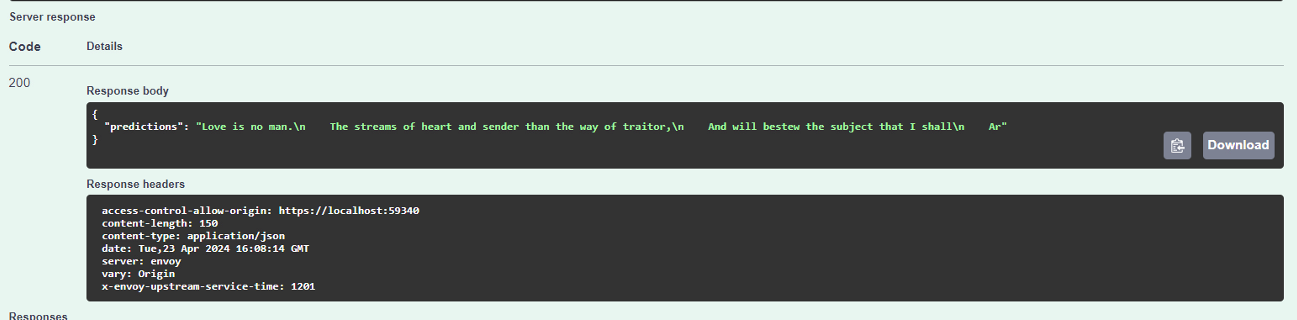 Server response
Code Details
200
Response body
{
"predictions": "Love is no man.\n    The streams of heart and sender than the way of traitor,\n    And will bestew the subject that I shall\n    Ar"
}
Download
Response headers
access-control-allow-origin: https://localhost:59340
content-length: 150
content-type: application/json
date: Tue,23 Apr 2024 16:08:14 GMT
server: envoy
vary: Origin
x-envoy-upstream-service-time: 1201
Responses